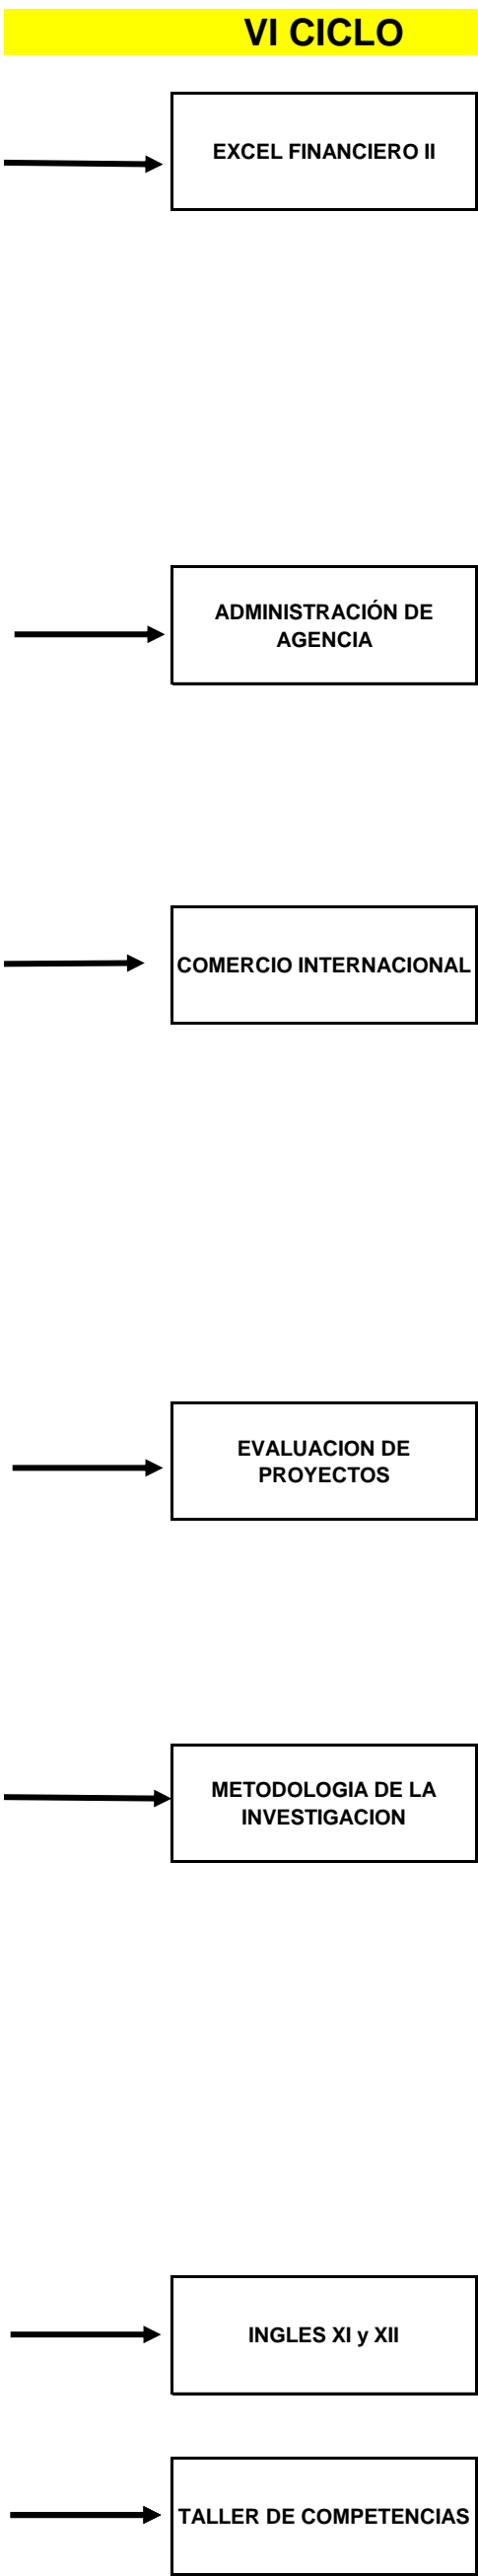 VI CICLO
EXCEL FINANCIERO II
ADMINISTRACIÓN DE
AGENCIA
COMERCIO INTERNACIONAL
EVALUACION DE
PROYECTOS
METODOLOGIA DE LA
INVESTIGACION
INGLES XI y XII
TALLER DE COMPETENCIAS